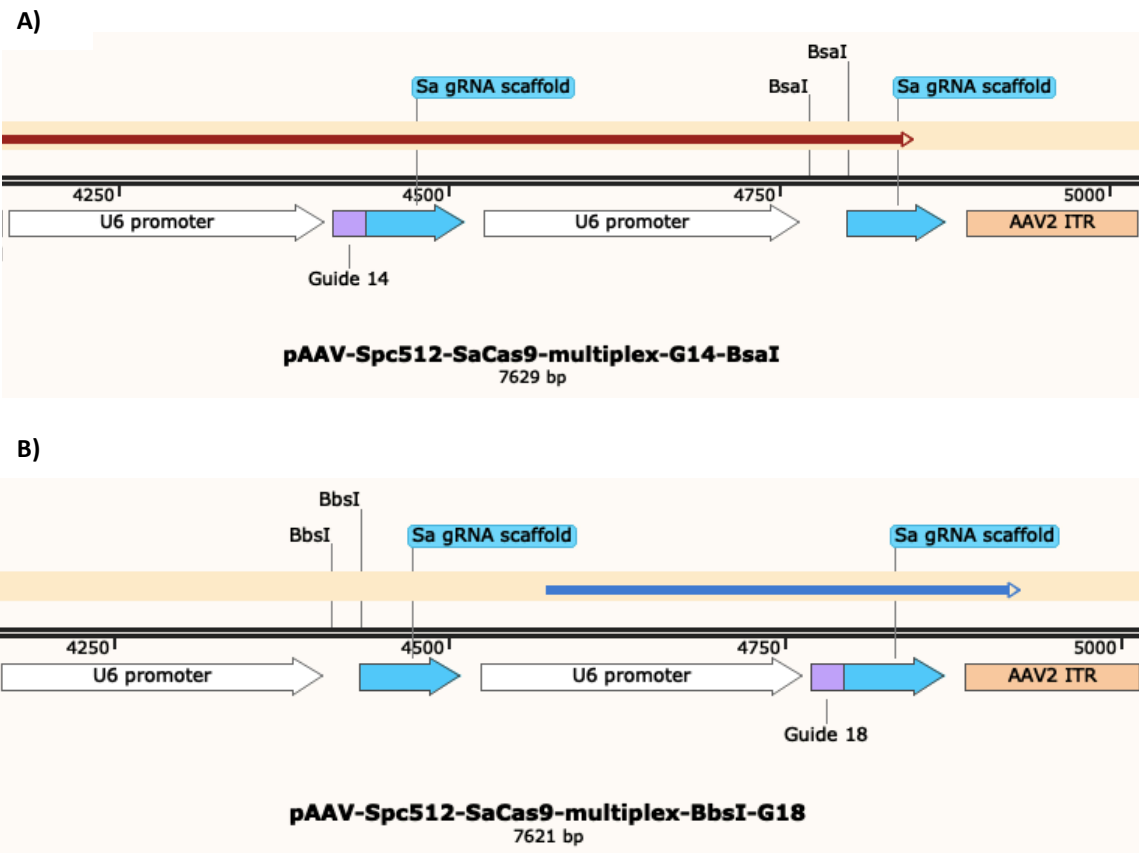 A)
BsaI
Sa gRNA scaffold
BsaI
Sa gRNA scaffold
4250
4500
4750
5000
U6 promoter
U6 promoter
AAV2 ITR
Guide 14
pAAV-Spc512-SaCas9-multiplex-G14-BsaI
7629 bp
B)
BbsI
BbsI
Sa gRNA scaffold
Sa gRNA scaffold
4250
4500
4750
5000
U6 promoter
U6 promoter
AAV2 ITR
Guide 18
pAAV-Spc512-SaCas9-multiplex-BbsI-G18
7621 bp